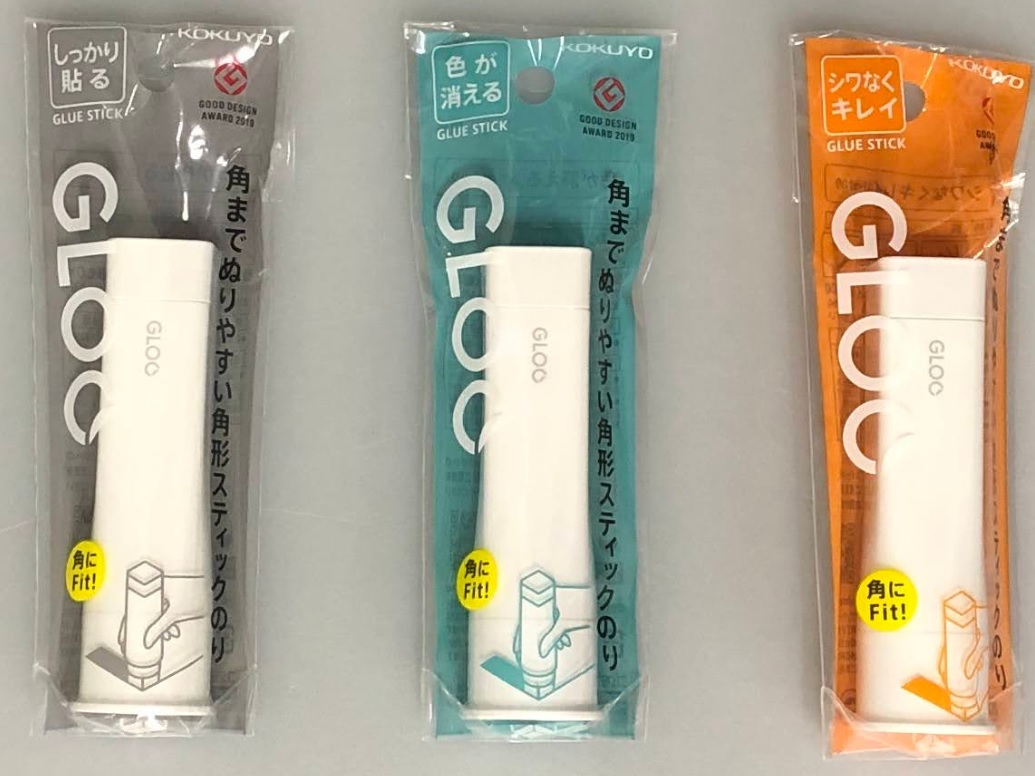 しっかり
貼る
GLUE STICK
KOKUYO
GOOD DESIGN
AWARD 2019
GLOO
角までぬりやすい角形スティックのり
GLOO
角に
Fit!
色が
消える
GLUE STICK
KOKUYO
GOOD DESIGN
AWARD 2019
GLOO
角までぬりやすい角形スティックのり
GLOO
角に
Fit!
シワなく
キレイ
GLUE STICK
KOKUYO
GOOD
GLOO
GLOO
角に
Fit!